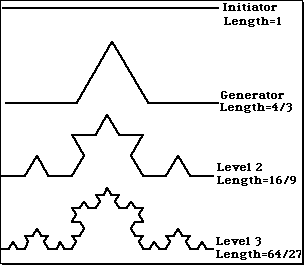 Initiator
Length=1
Generator
Length=4/3
Level 2
Length=16/9
Level 3
Length=64/27